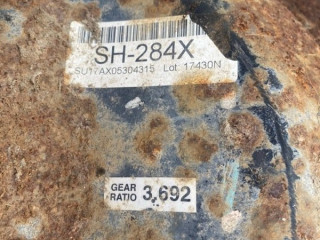 SH-284X
SU17AX05304315 Lot: 17430N
GEAR
RATIO 3,692